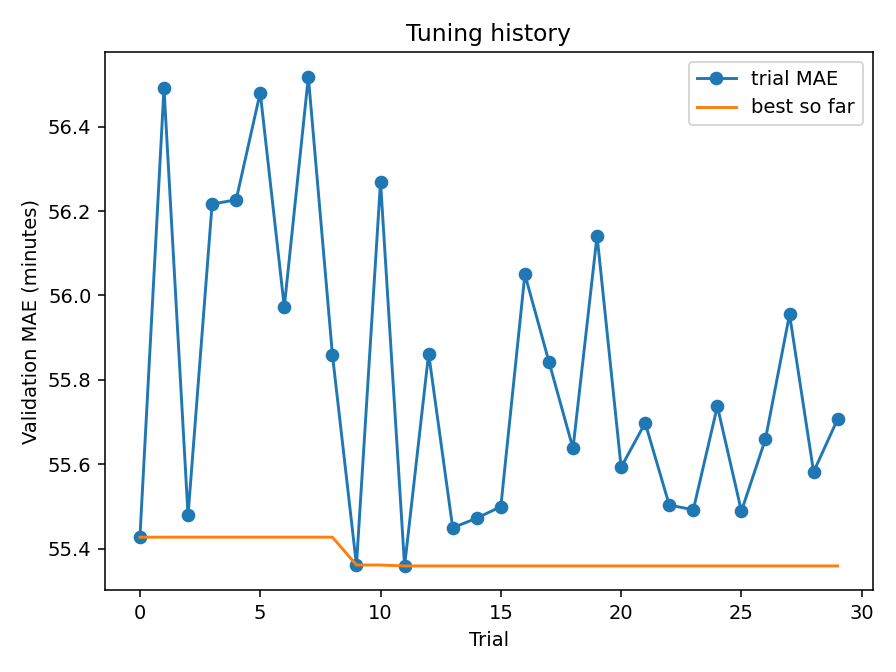 Tuning history
trial MAE
best so far
Validation MAE (minutes)
56.4
56.2
56.0
55.8
55.6
55.4
0 5 10 15 20 25 30
Trial